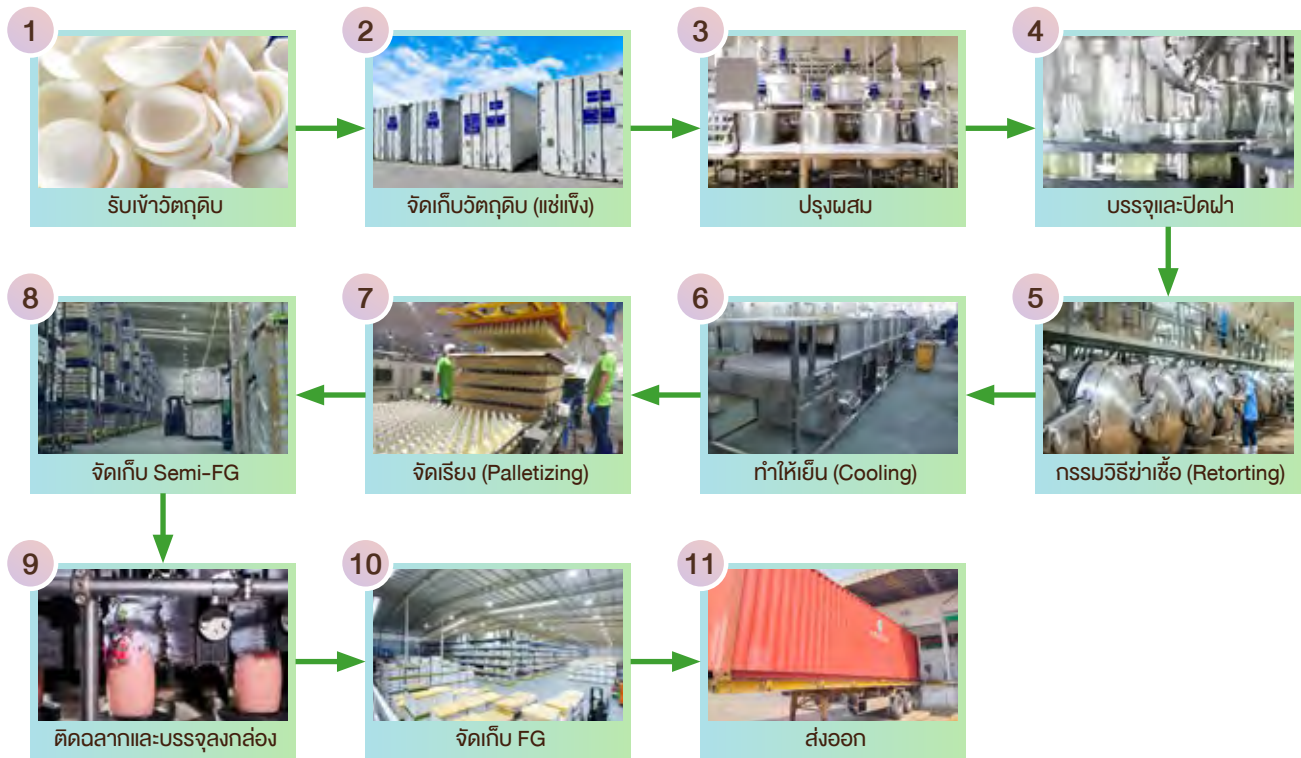 1
รับเข้าวัตถุดิบ
2
จัดเก็บวัตถุดิบ (แช่แข็ง)
3
ปรุงผสม
4
บรรจุและปิดฝา
5
กรรมวิธีฆ่าเชื้อ (Retorting)
6
ทำให้เย็น (Cooling)
7
จัดเรียง (Palletizing)
8
จัดเก็บ Semi-FG
9
ติดฉลากและบรรจุลงกล่อง
10
จัดเก็บ FG
11
ส่งออก